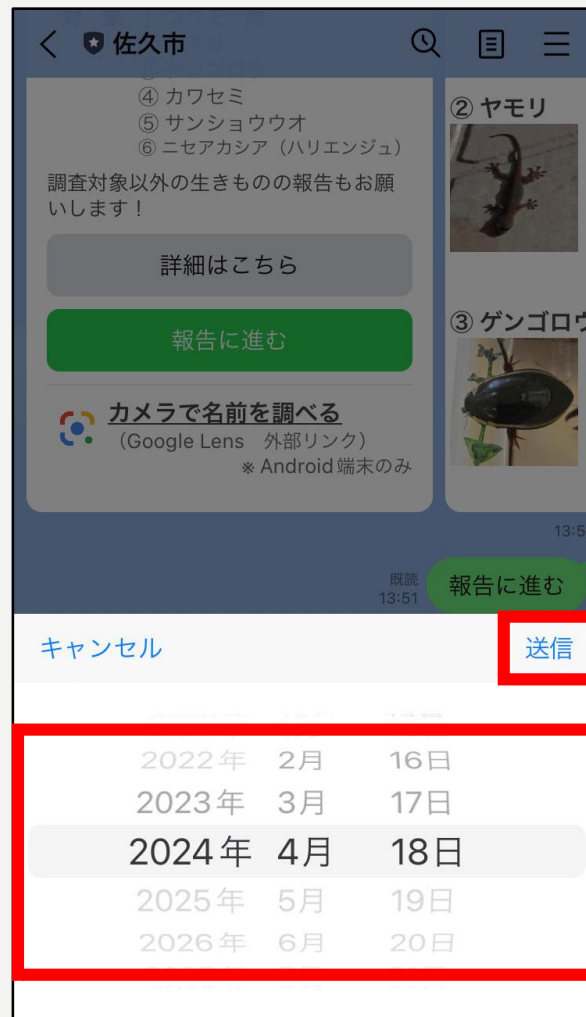 佐久市
④ カワセミ
⑤ サンショウウオ
⑥ ニセアカシア（ハリエンジュ）
調査対象以外の生きものの報告もお願
いします！
詳細はこちら
報告に進む
カメラで名前を調べる
（Google Lens　外部リンク）
※ Android端末のみ
② ヤモリ
③ ゲンゴロウ
13:5
既読
13:51
報告に進む
キャンセル
送信
2022年 2月 16日
2023年 3月 17日
2024年 4月 18日
2025年 5月 19日
2026年 6月 20日